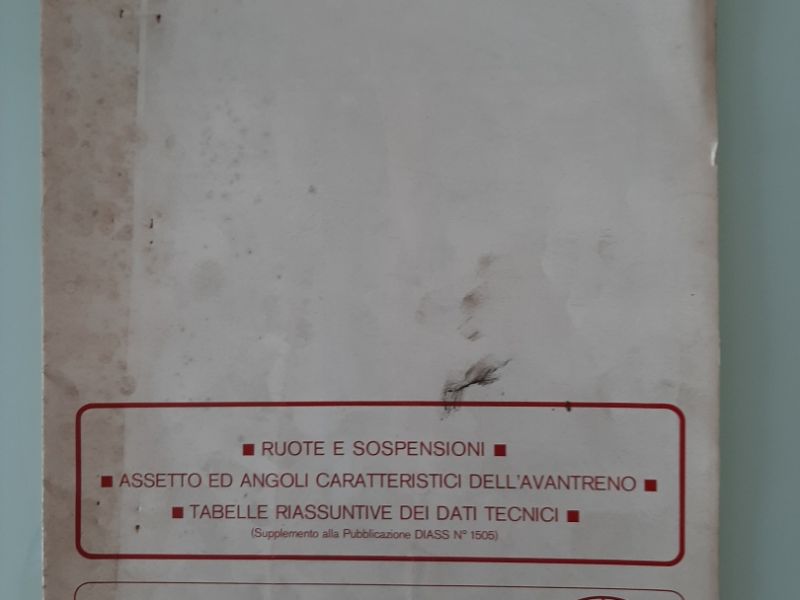 ■ RUOTE E SOSPENSIONI ■
■ ASSETTO ED ANGOLI CARATTERISTICI DELL'AVANTRENO ■
■ TABELLE RIASSUNTIVE DEI DATI TECNICI ■
(Supplemento alla Pubblicazione DIASS N° 1505)